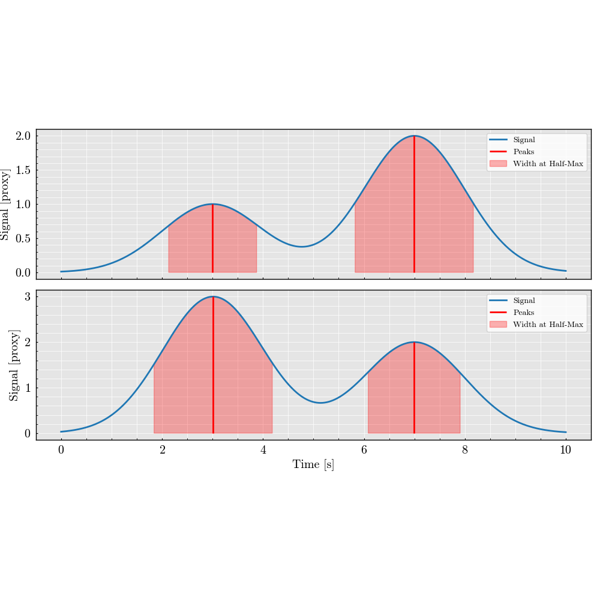 2.0
1.5
1.0
0.5
0.0
Signal [proxy]
Signal
Peaks
Width at Half-Max
3
2
1
0
Signal [proxy]
Signal
Peaks
Width at Half-Max
0 2 4 6 8 10
Time [s]